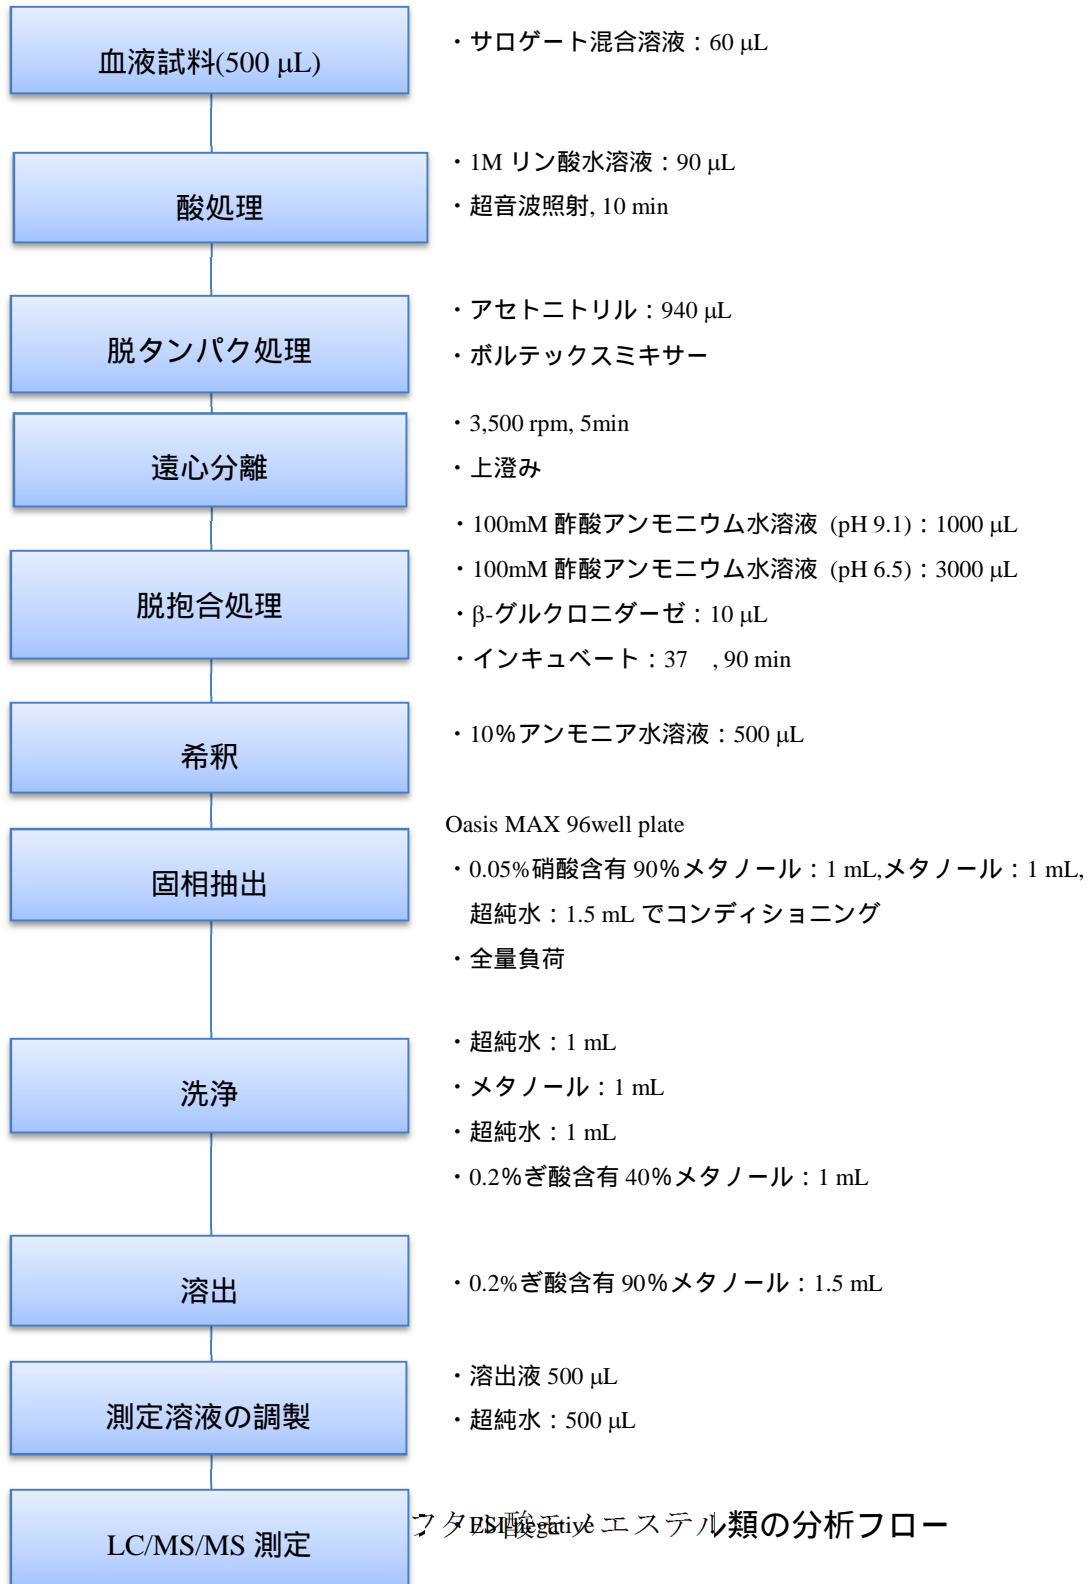 血液試料(500 μL)
・サロゲート混合溶液：60 μL
酸処理
・1M リン酸水溶液：90 μL
・超音波照射, 10 min
脱タンパク処理
・アセトニトリル：940 μL
・ボルテックスミキサー
遠心分離
・3,500 rpm, 5min
・上澄み
脱抱合処理
・100mM 酢酸アンモニウム水溶液 (pH 9.1)：1000 μL
・100mM 酢酸アンモニウム水溶液 (pH 6.5)：3000 μL
・β-グルクロニダーゼ：10 μL
・インキュベート：37　, 90 min
希釈
・10％アンモニア水溶液：500 μL
固相抽出
Oasis MAX 96well plate
・0.05%硝酸含有 90％メタノール：1 mL,メタノール：1 mL,
超純水：1.5 mL でコンディショニング
・全量負荷
洗浄
・超純水：1 mL
・メタノール：1 mL
・超純水：1 mL
・0.2％ぎ酸含有 40％メタノール：1 mL
溶出
・0.2%ぎ酸含有 90％メタノール：1.5 mL
測定溶液の調製
・溶出液 500 μL
・超純水：500 μL
LC/MS/MS 測定
・ESI negative
フタル酸モノエステル類の分析フロー